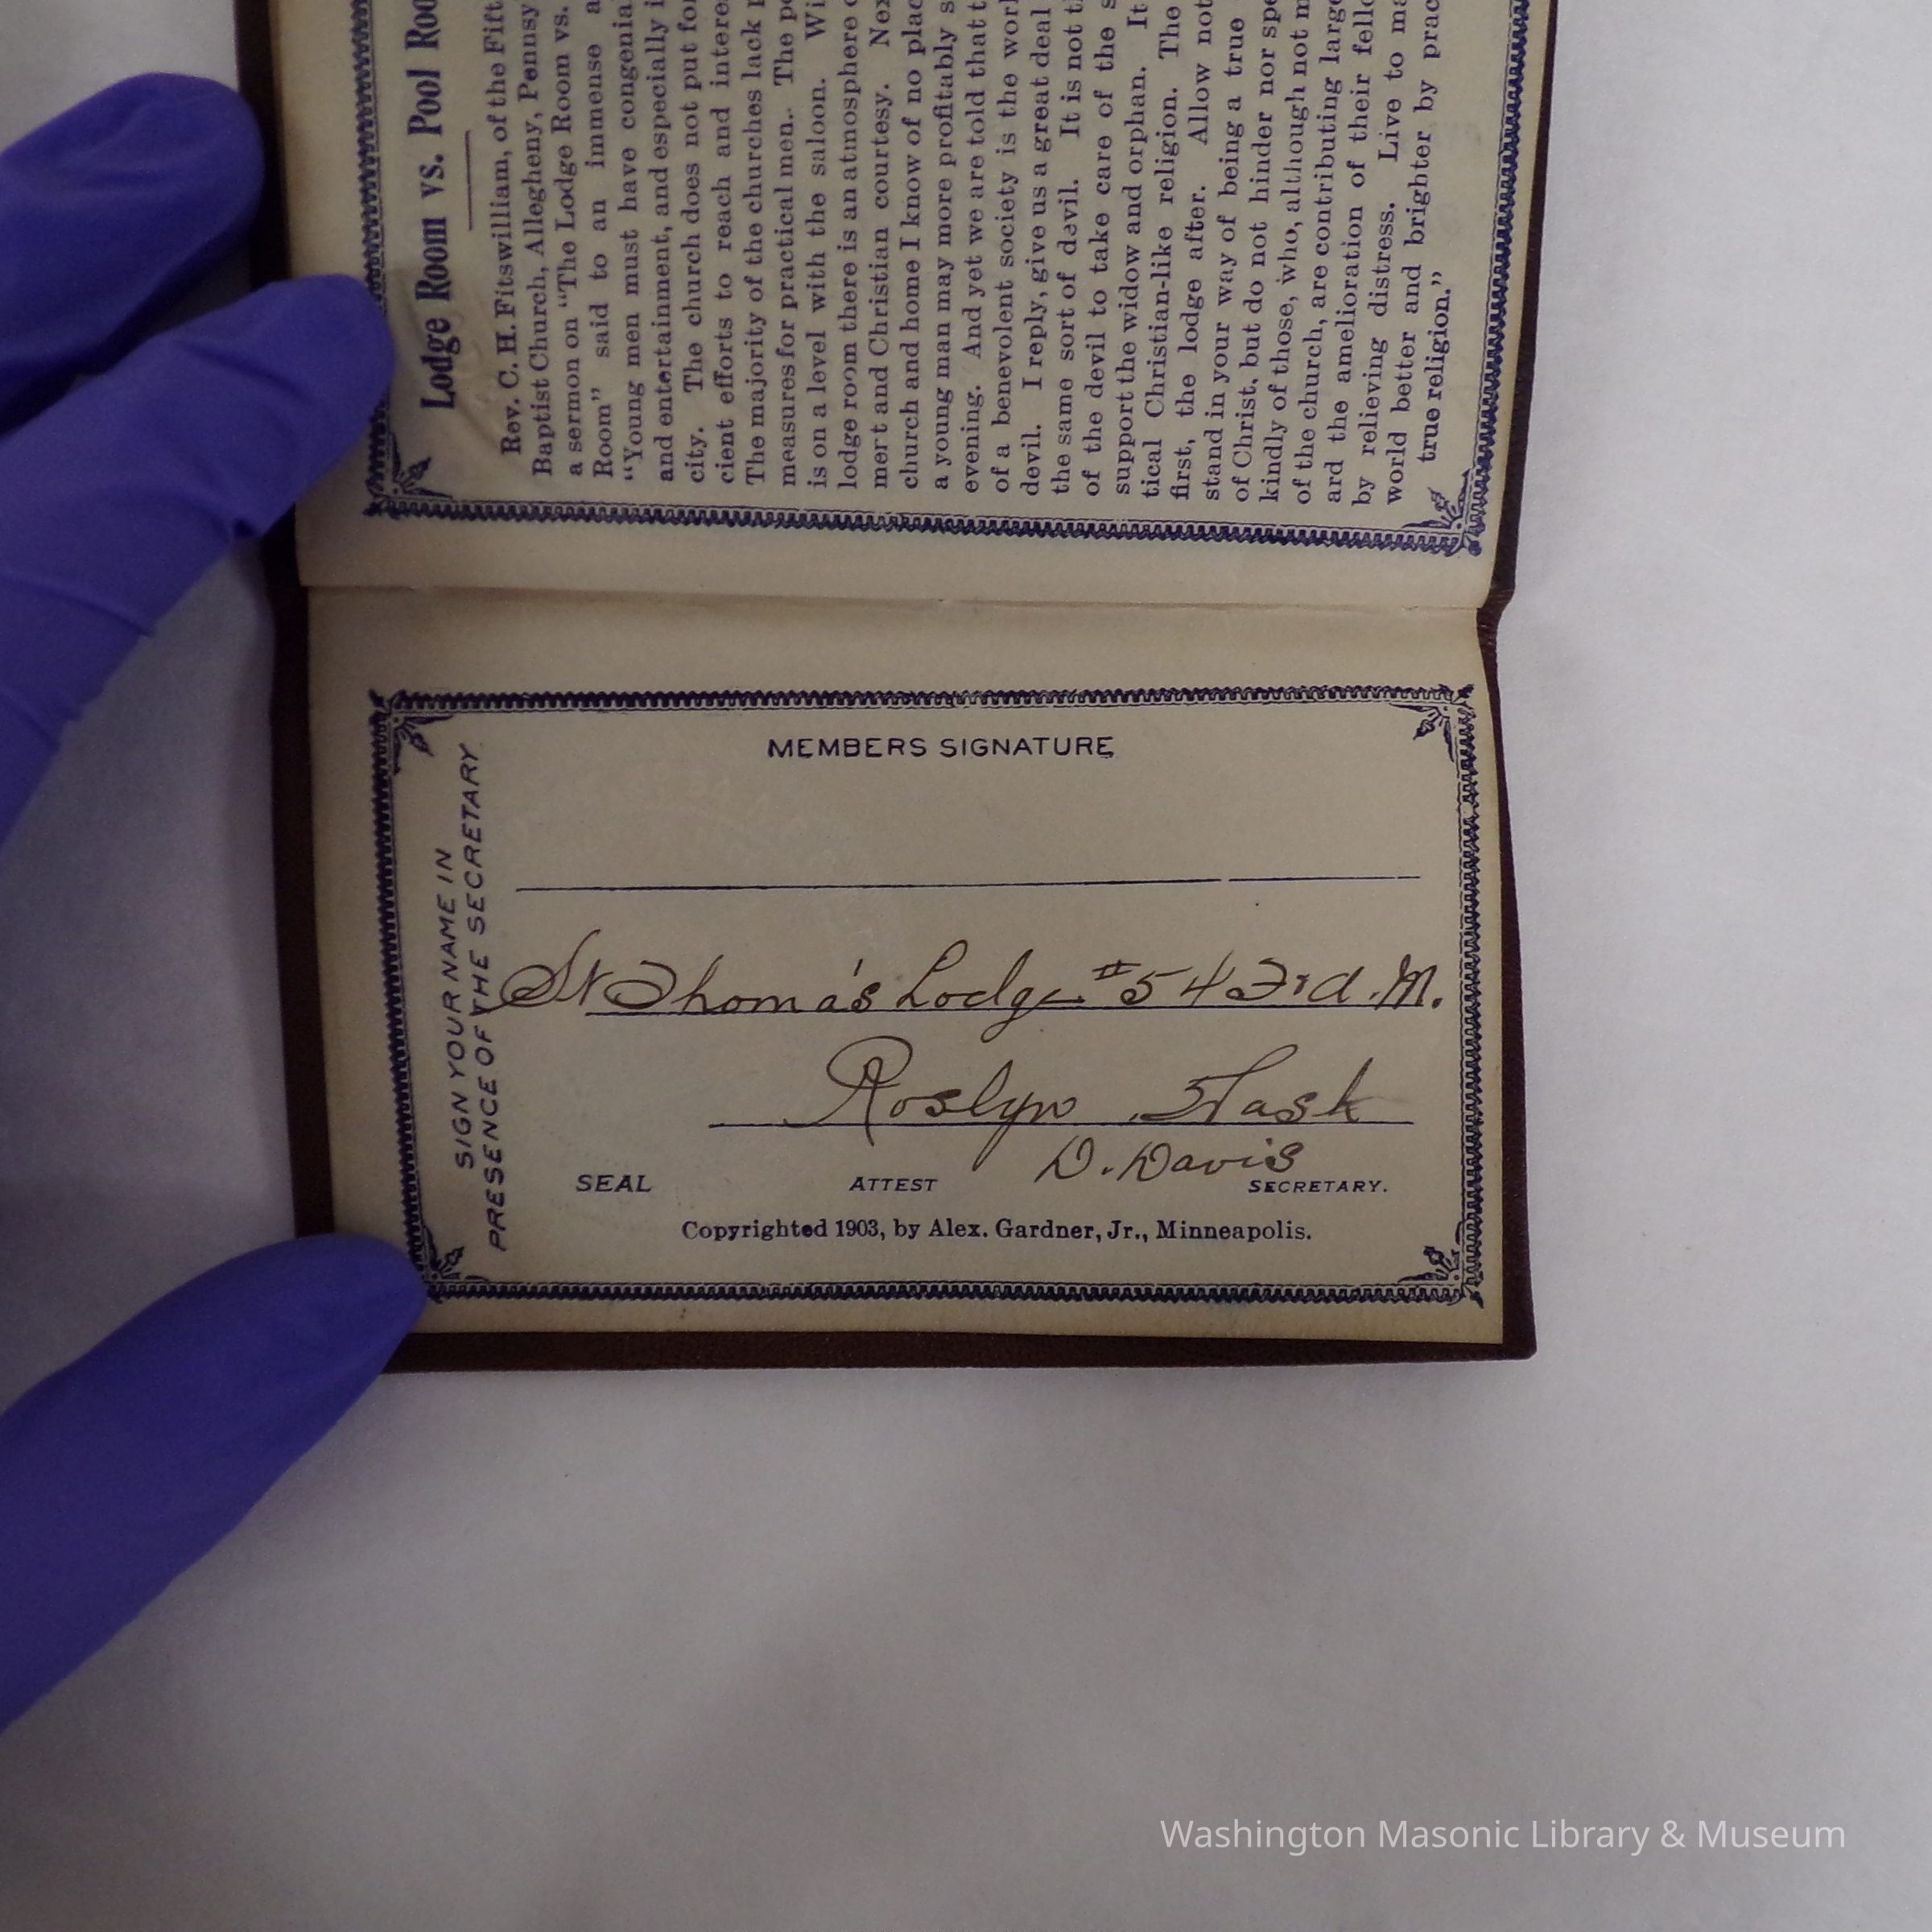 Lodge Room vs. Pool Roo
Rev. C. H. Fitswilliam, of the Fift
Baptist Church, Allegheny, Pennsy
a sermon on “The Lodge Room vs.
Room” said to an immense a
“Young men must have congenia
and entertainment, and especially i
city. The church does not put fo
cient efforts to reach and intere
The majority of the churches lack p
measures for practical men. The p
is on a level with the saloon. Wi
lodge room there is an atmosphere o
mert and Christian courtesy. Nex
church and home I know of no plac
a young man may more profitably s
evening. And yet we are told that t
of a benevolent society is the worl
devil. I reply, give us a great deal
the same sort of devil. It is not t
of the devil to take care of the s
support the widow and orphan. It
tical Christian-like religion. The
first, the lodge after. Allow not
stand in your way of being a true
of Christ, but do not hinder nor spe
kindly of those, who, although not m
of the church, are contributing large
ard the amelioration of their fello
by relieving distress. Live to ma
world better and brighter by prac
true religion.”
MEMBERS SIGNATURE
SIGN YOUR NAME IN
PRESENCE OF THE SECRETARY
St Thoma's Lodge #54
Roslyn Wash
D. Davis
SEAL ATTEST SECRETARY.
Copyrighted 1903, by Alex. Gardner, Jr., Minneapolis.
Washington Masonic Library & Museum